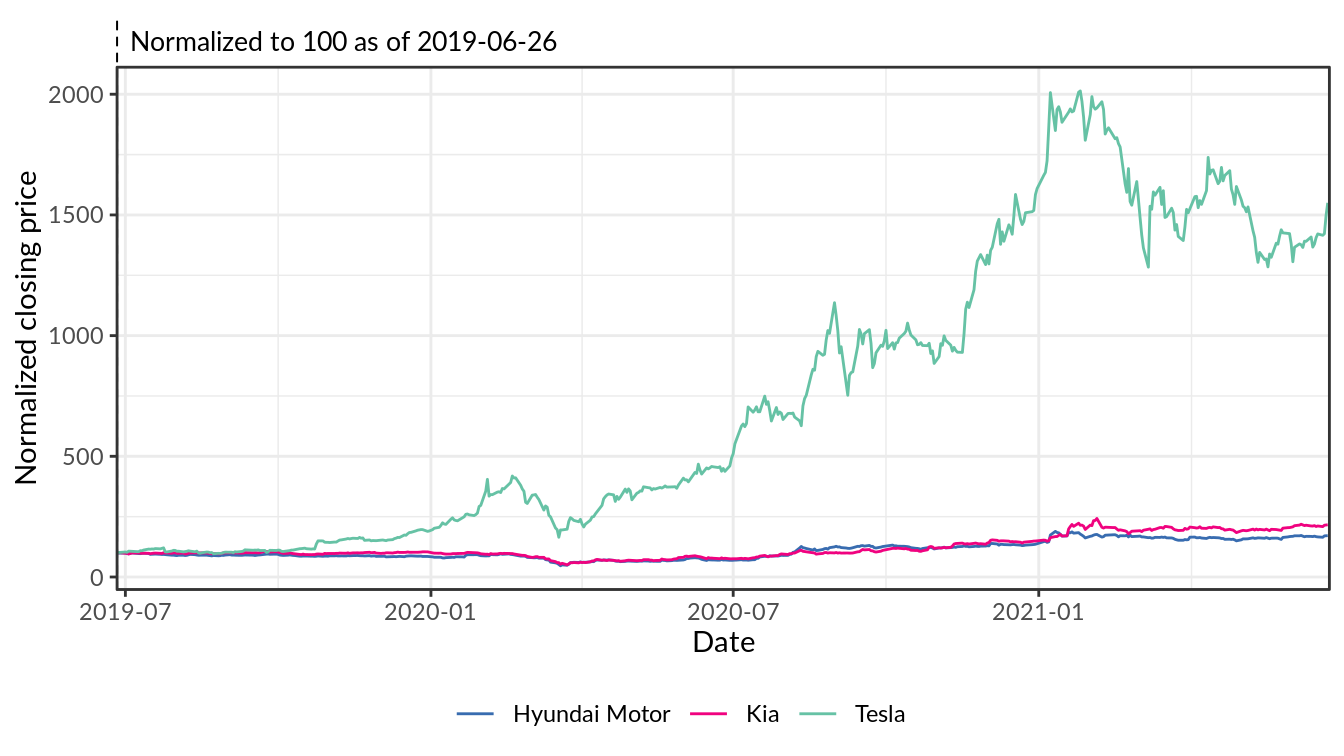 Normalized to 100 as of 2019-06-26
Normalized closing price
2000
1500
1000
500
0
2019-07 2020-01 2020-07 2021-01
Date
Hyundai Motor Kia Tesla